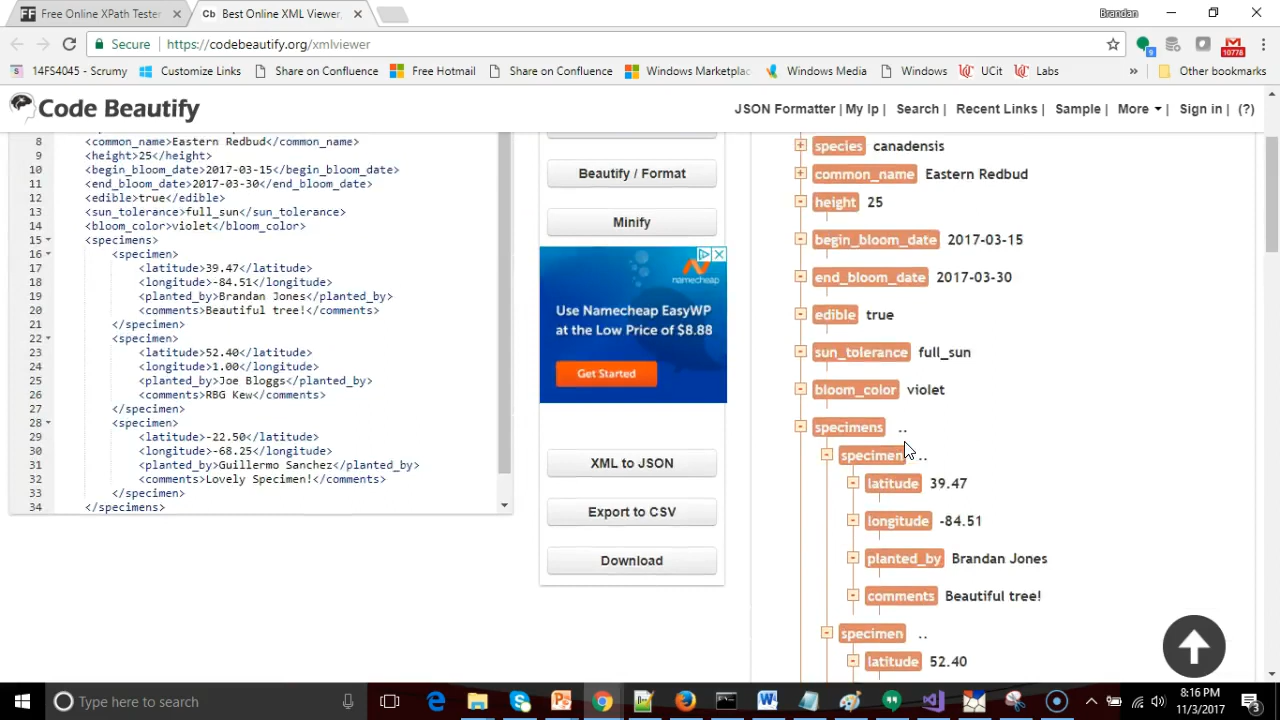 Free Online XPath Tester
Best Online XML Viewer,
Brandan
Secure
https://codebeautify.org/xmlviewer
9
10778
14FS4045 - Scrumy
Customize Links
Share on Confluence
Free Hotmail
Share on Confluence
Windows Marketplac
Windows Media
Windows
UCit
Labs
»
Other bookmarks
Code Beautify
JSON Formatter | My Ip | Search | Recent Links | Sample | More | Sign in | (?)
8 <common_name>Eastern Redbud</common_name>
9 <height>25</height>
10 <begin_bloom_date>2017-03-15</begin_bloom_date>
11 <end_bloom_date>2017-03-30</end_bloom_date>
12 <edible>true</edible>
13 <sun_tolerance>full_sun</sun_tolerance>
14 <bloom_color>violet</bloom_color>
15 <specimens>
16 <specimen>
17 <latitude>39.47</latitude>
18 <longitude>-84.51</longitude>
19 <planted_by>Brandan Jones</planted_by>
20 <comments>Beautiful tree!</comments>
21 </specimen>
22 <specimen>
23 <latitude>52.40</latitude>
24 <longitude>1.00</longitude>
25 <planted_by>Joe Bloggs</planted_by>
26 <comments>RBG Kew</comments>
27 </specimen>
28 <specimen>
29 <latitude>-22.50</latitude>
30 <longitude>-68.25</longitude>
31 <planted_by>Guillermo Sanchez</planted_by>
32 <comments>Lovely Specimen!</comments>
33 </specimen>
34 </specimens>
Beautify / Format
Minify
namecheap
Use Namecheap EasyWP
at the Low Price of $8.88
Get Started
XML to JSON
Export to CSV
Download
species canadensis
common_name Eastern Redbud
height 25
begin_bloom_date 2017-03-15
end_bloom_date 2017-03-30
edible true
sun_tolerance full_sun
bloom_color violet
specimens ..
specimen ..
latitude 39.47
longitude -84.51
planted_by Brandan Jones
comments Beautiful tree!
specimen ..
latitude 52.40
Type here to search
8:16 PM
11/3/2017
3